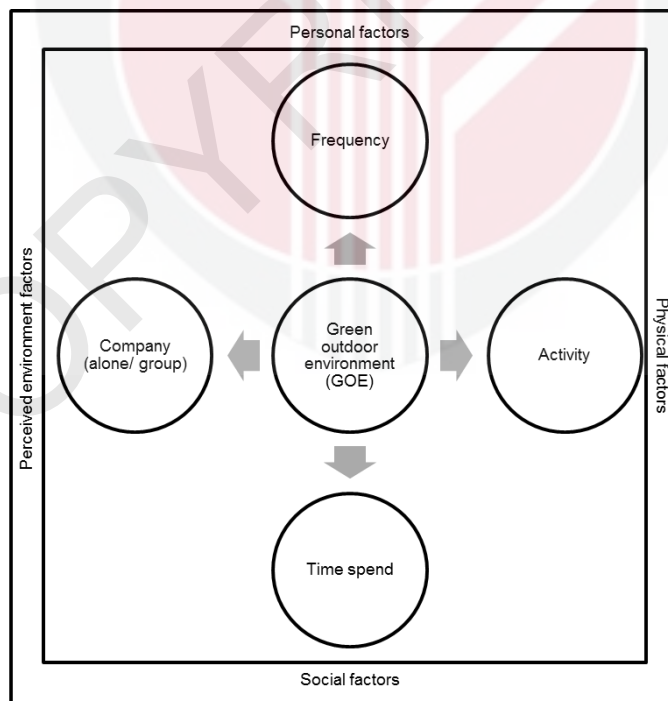 Personal factors
Frequency
Perceived environment factors
Company
(alone/ group)
Green
outdoor
environment
(GOE)
Activity
Physical factors
Time spend
Social factors
OPYRI